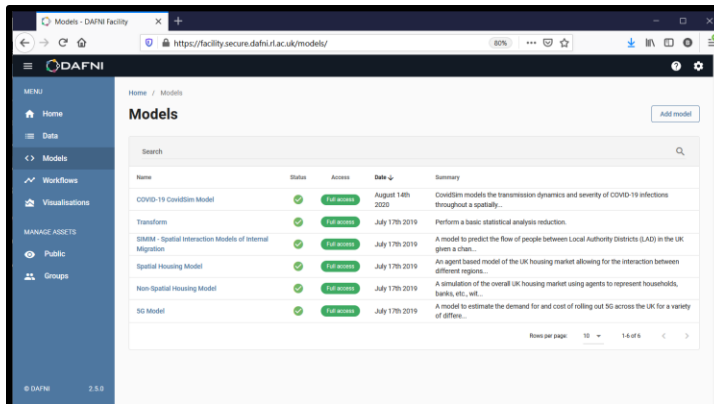 Models - DAFNI Facility
https://facility.secure.dafni.rl.ac.uk/models/
80%
DAFNI
MENU
Home
Data
Models
Workflows
Visualisations
MANAGE ASSETS
Public
Groups
© DAFNI 2.5.0
Home / Models
Models
Add model
Search
Name Status Access Date Summary
COVID-19 CovidSim Model Full access August 14th 2020 CovidSim models the transmission dynamics and severity of COVID-19 infections
throughout a spatially...
Transform Full access July 17th 2019 Perform a basic statistical analysis reduction.
SIMIM - Spatial Interaction Models of Internal
Migration Full access July 17th 2019 A model to predict the flow of people between Local Authority Districts (LAD) in the UK
given a chan...
Spatial Housing Model Full access July 17th 2019 An agent based model of the UK housing market allowing for the interaction between
different regions...
Non-Spatial Housing Model Full access July 17th 2019 A simulation of the overall UK housing market using agents to represent households,
banks, etc., wit...
5G Model Full access July 17th 2019 A model to estimate the demand for and cost of rolling out 5G across the UK for a variety
of differe...
Rows per page: 10 1-6 of 6